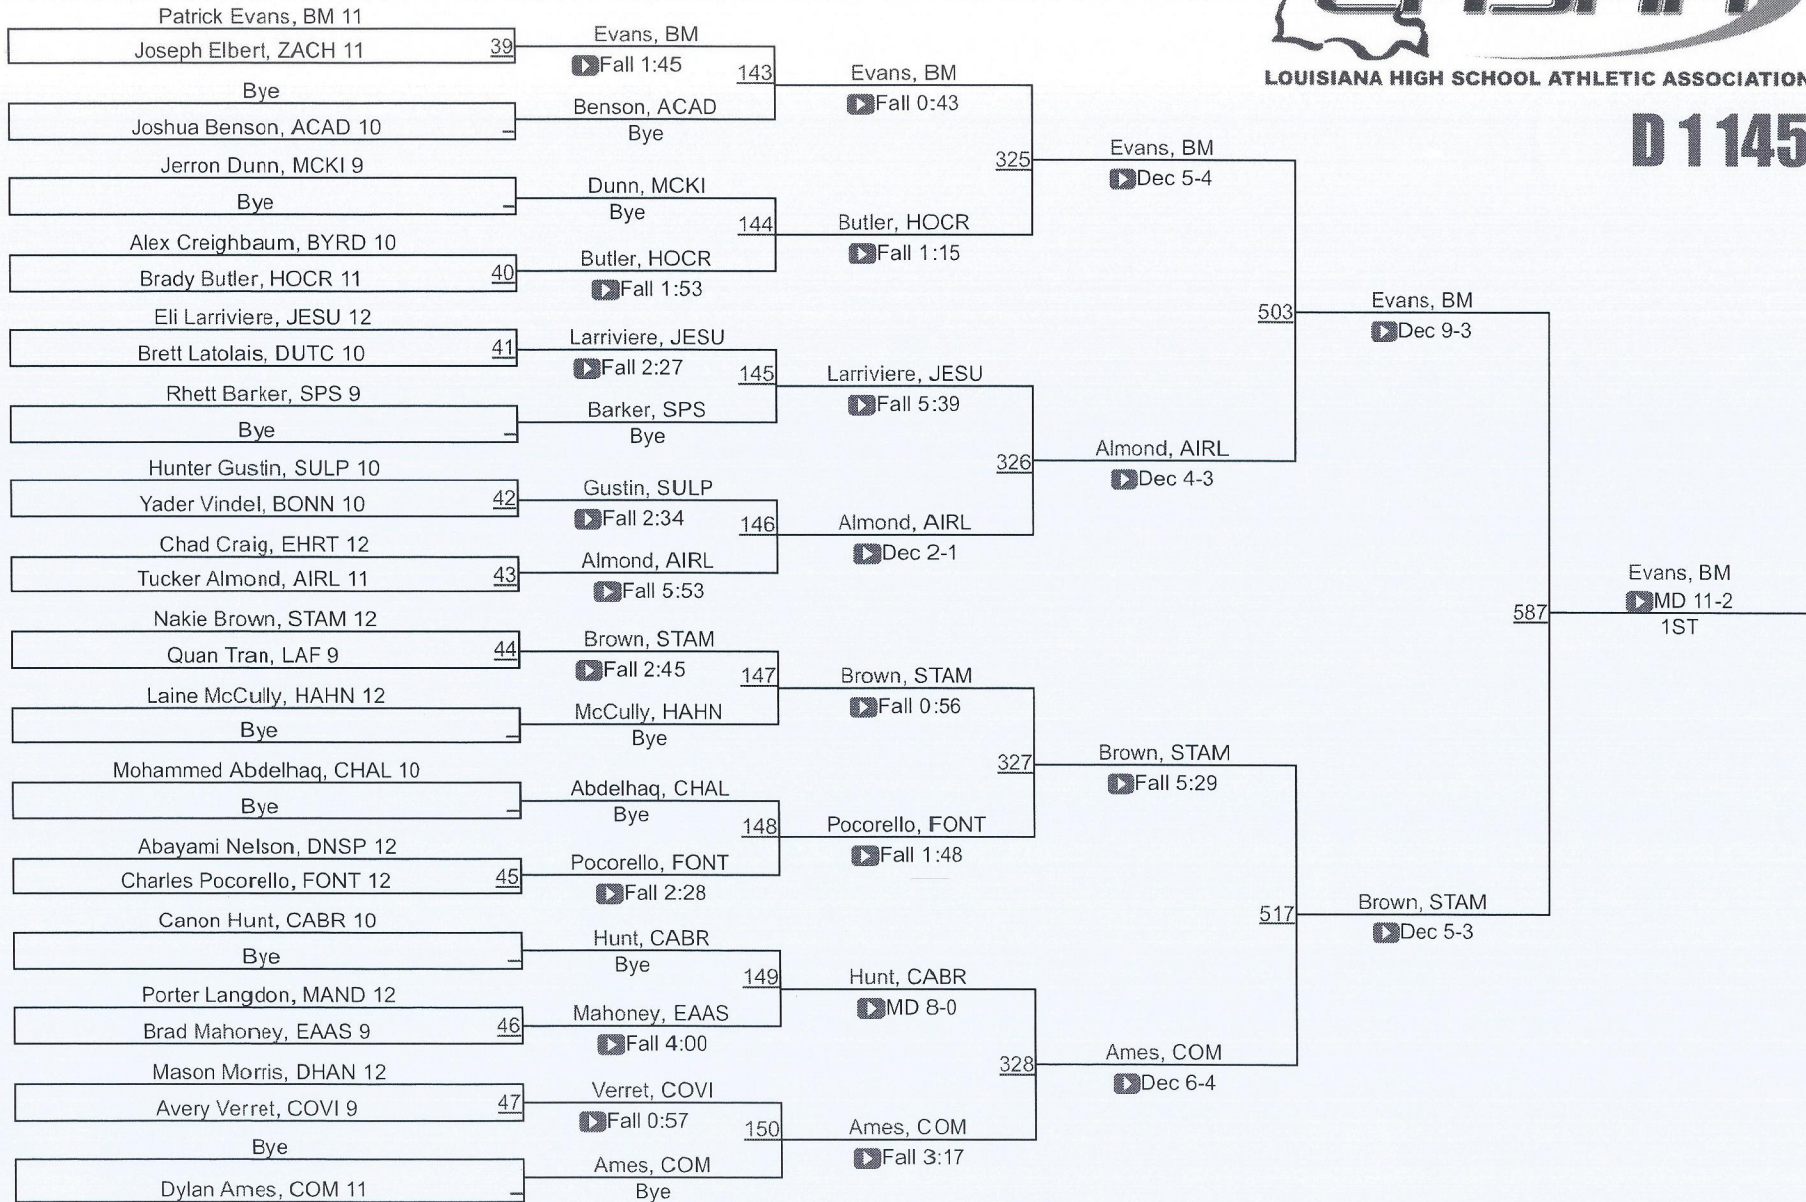 LOUISIANA HIGH SCHOOL ATHLETIC ASSOCIATION
D 1 145
Patrick Evans, BM 11
Joseph Elbert, ZACH 11 39
Bye
Joshua Benson, ACAD 10
Jerron Dunn, MCKI 9
Bye
Alex Creighbaum, BYRD 10
Brady Butler, HOCR 11 40
Eli Larriviere, JESU 12
Brett Latolais, DUTC 10 41
Rhett Barker, SPS 9
Bye
Hunter Gustin, SULP 10
Yader Vindel, BONN 10 42
Chad Craig, EHRT 12
Tucker Almond, AIRL 11 43
Nakie Brown, STAM 12
Quan Tran, LAF 9 44
Laine McCully, HAHN 12
Bye
Mohammed Abdelhaq, CHAL 10
Bye
Abayami Nelson, DNSP 12
Charles Pocorello, FONT 12 45
Canon Hunt, CABR 10
Bye
Porter Langdon, MAND 12
Brad Mahoney, EAAS 9 46
Mason Morris, DHAN 12
Avery Verret, COVI 9 47
Bye
Dylan Ames, COM 11
Evans, BM
Fall 1:45
143
Benson, ACAD
Bye
Dunn, MCKI
Bye
144
Butler, HOCR
Fall 1:53
Larriviere, JESU
Fall 2:27
145
Barker, SPS
Bye
Gustin, SULP
Fall 2:34
146
Almond, AIRL
Fall 5:53
Brown, STAM
Fall 2:45
147
McCully, HAHN
Bye
Abdelhaq, CHAL
Bye
148
Pocorello, FONT
Fall 2:28
Hunt, CABR
Bye
149
Mahoney, EAAS
Fall 4:00
Verret, COVI
Fall 0:57
150
Ames, COM
Bye
Evans, BM
Fall 0:43
325
Butler, HOCR
Fall 1:15
Larriviere, JESU
Fall 5:39
326
Almond, AIRL
Dec 2-1
Brown, STAM
Fall 0:56
327
Pocorello, FONT
Fall 1:48
Hunt, CABR
MD 8-0
328
Ames, COM
Fall 3:17
Evans, BM
Dec 5-4
503
Almond, AIRL
Dec 4-3
Brown, STAM
Fall 5:29
517
Ames, COM
Dec 6-4
Evans, BM
Dec 9-3
587
Brown, STAM
Dec 5-3
Evans, BM
MD 11-2
1ST